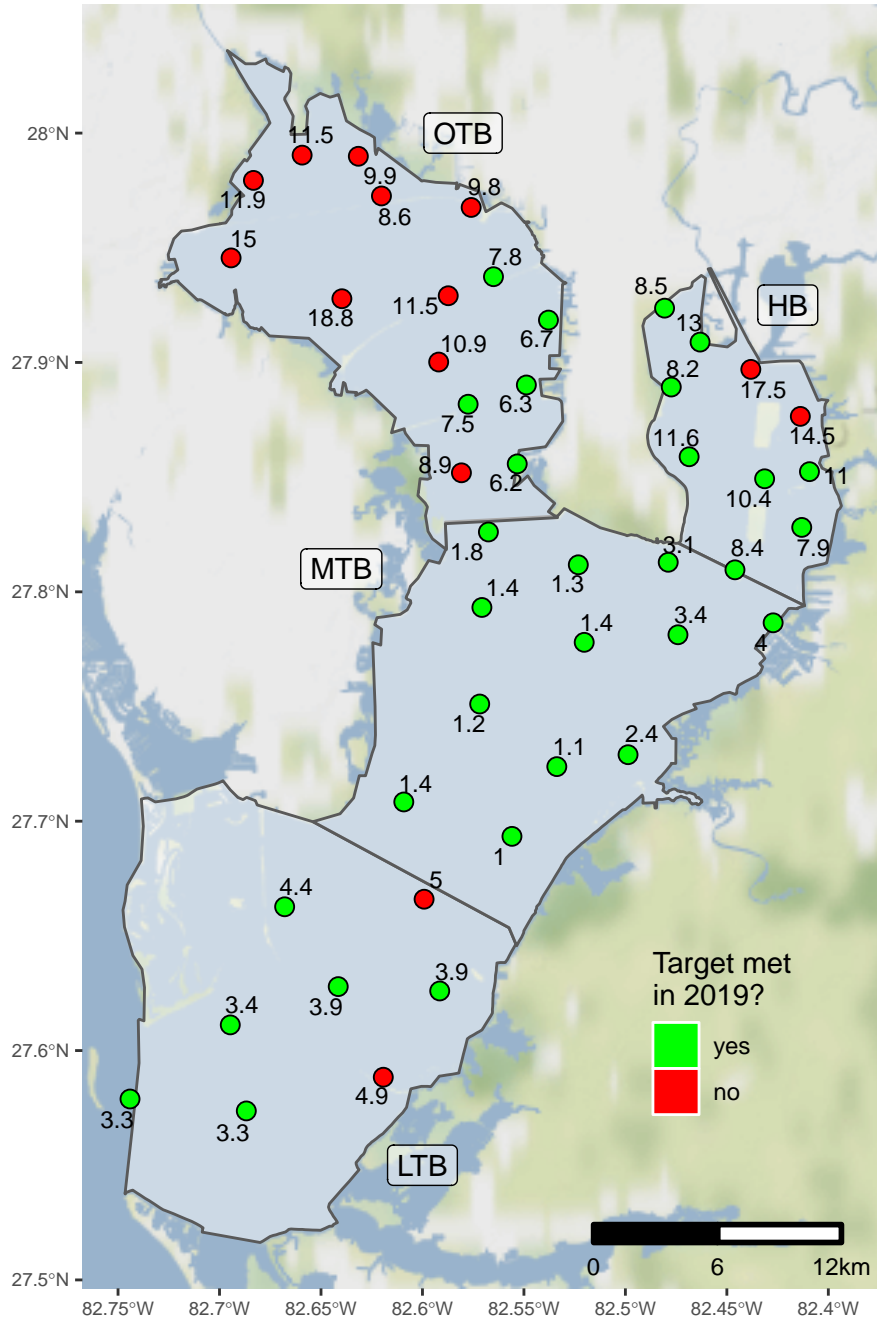 28°N
27.9°N
27.8°N
27.7°N
27.6°N
27.5°N
OTB
11.5
9.9
11.9
8.6
9.8
15
7.8
18.8
11.5
6.7
10.9
6.3
7.5
8.9
6.2
HB
8.5
13
8.2
17.5
14.5
11.6
10.4
11
7.9
8.4
MTB
1.8
1.3
3.1
1.4
1.4
3.4
4
1.2
1.1
2.4
1.4
1
5
4.4
3.9
3.9
3.4
4.9
3.3
3.3
LTB
Target met
in 2019?
yes
no
0 6 12km
82.75°W 82.7°W 82.65°W 82.6°W 82.55°W 82.5°W 82.45°W 82.4°W